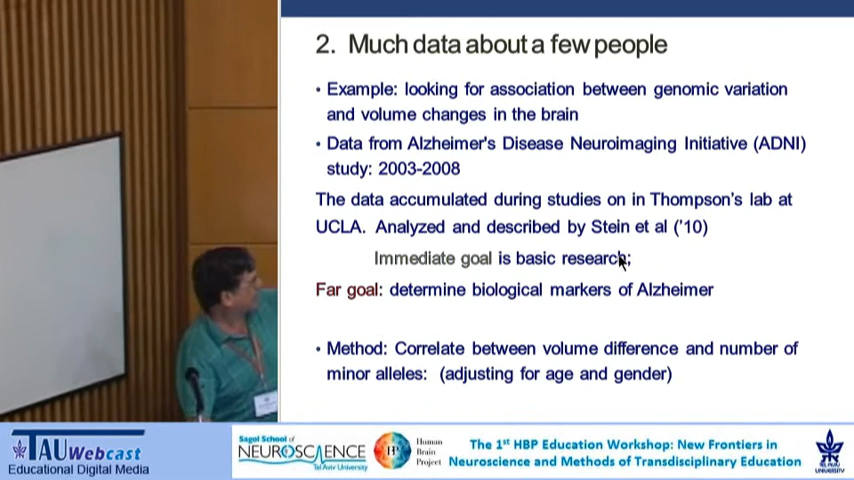 2. Much data about a few people
• Example: looking for association between genomic variation
and volume changes in the brain
• Data from Alzheimer's Disease Neuroimaging Initiative (ADNI)
study: 2003-2008
The data accumulated during studies on in Thompson's lab at
UCLA. Analyzed and described by Stein et al ('10)
Immediate goal is basic research;
Far goal: determine biological markers of Alzheimer
• Method: Correlate between volume difference and number of
minor alleles: (adjusting for age and gender)
TAU Webcast
Educational Digital Media
Sagol School of
NEUROSCIENCE
Tel Aviv University
HBP
Human
Brain
Project
The 1st HBP Education Workshop: New Frontiers in
Neuroscience and Methods of Transdisciplinary Education
TEL AVIV
UNIVERSITY